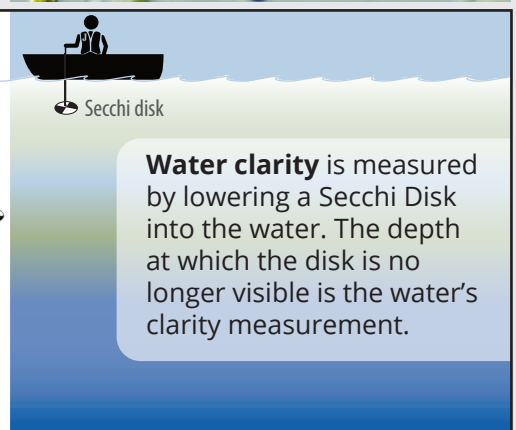 Secchi disk
Water clarity is measured
by lowering a Secchi Disk
into the water. The depth
at which the disk is no
longer visible is the water's
clarity measurement.